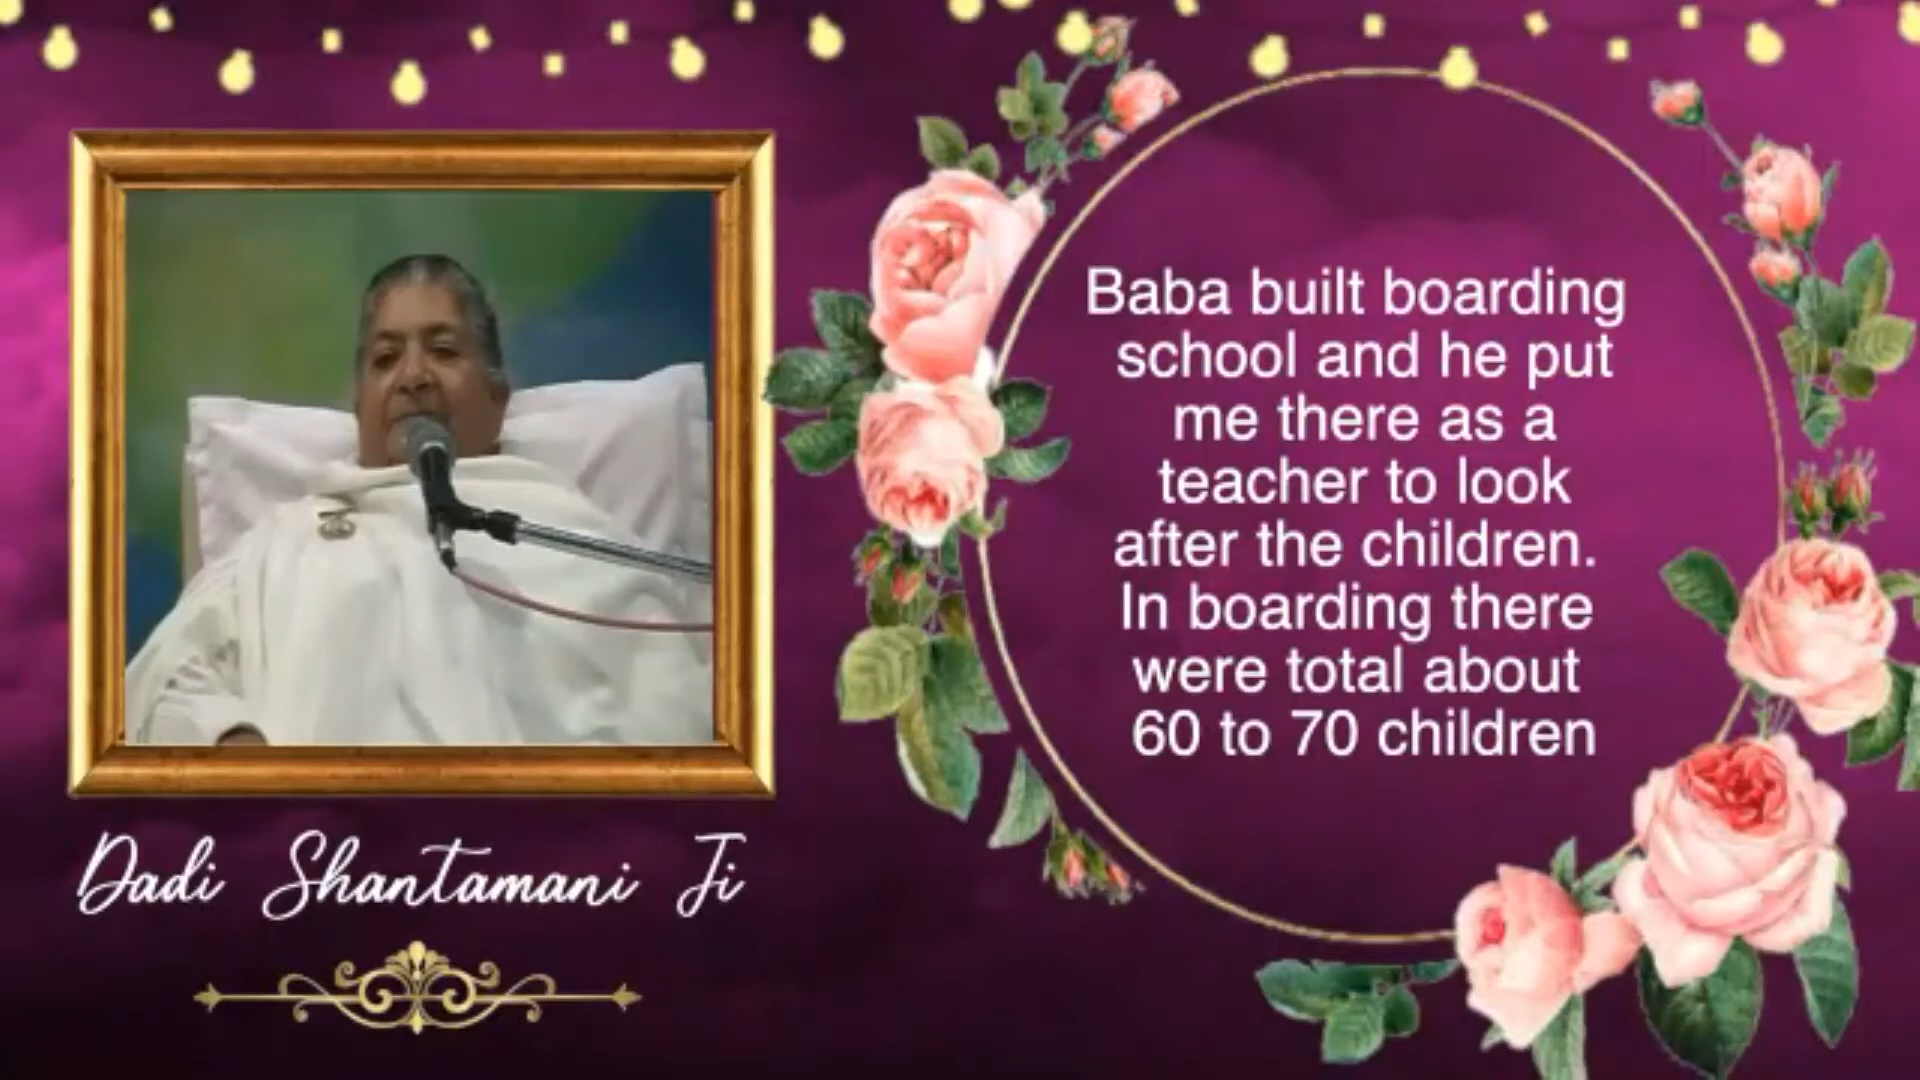 Dadi Shantamani Ji
Baba built boarding
school and he put
me there as a
teacher to look
after the children.
In boarding there
were total about
60 to 70 children